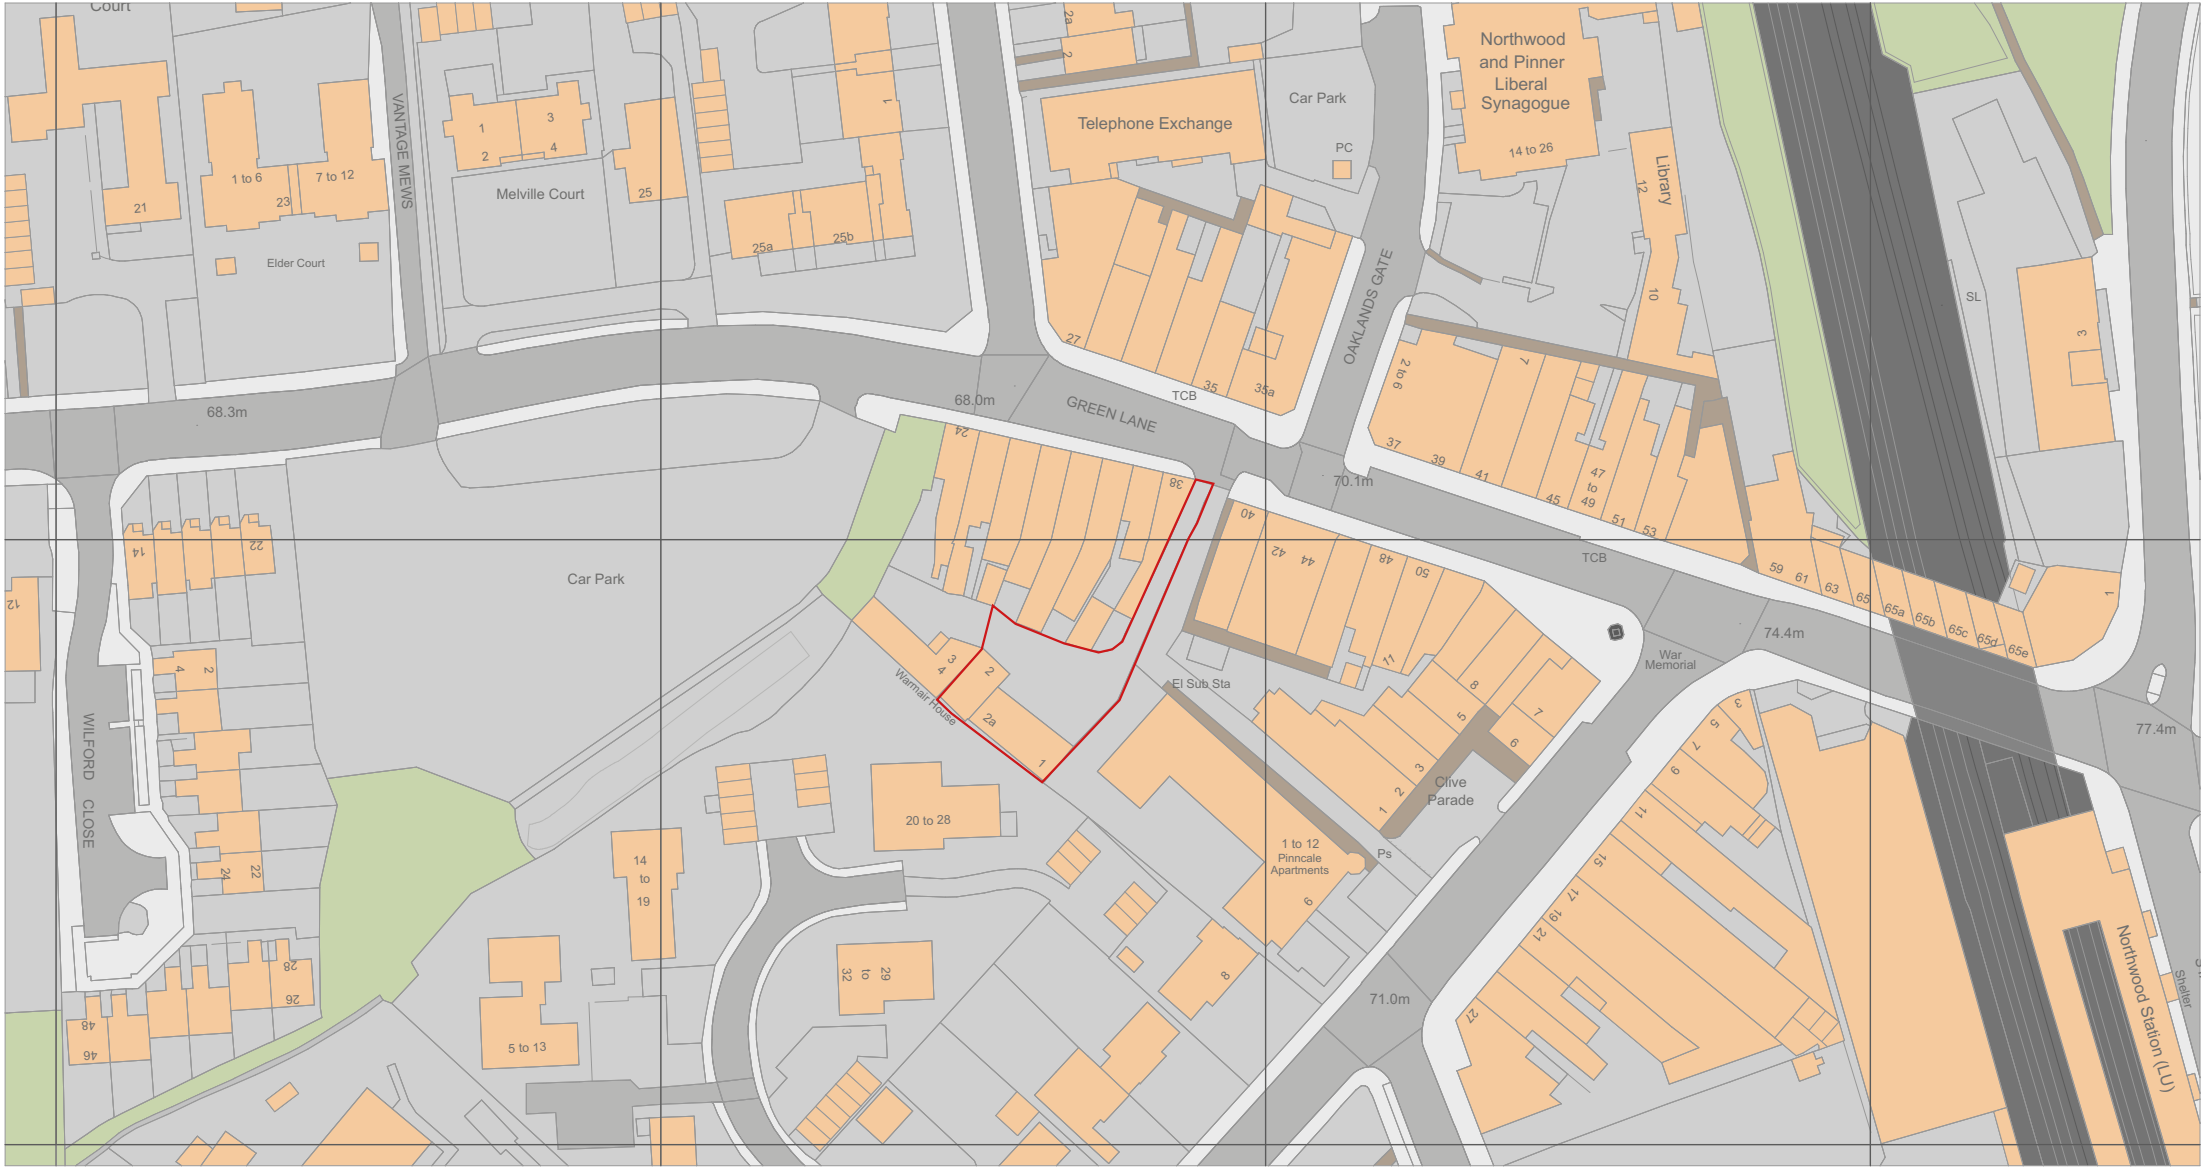 Court
2a
2
1
Northwood
and Pinner
Liberal
Synagogue
14 to 26
Car Park
PC
Telephone Exchange
VANTAGE MEWS
1
2
3
4
Melville Court
25
1 to 6
23
7 to 12
21
Elder Court
25a
25b
Library
12
10
OAKLANDS GATE
SL
3
27
35
35a
TCB
2 to 6
7
68.3m
68.0m
GREEN LANE
24
38
37
39
41
45
47
to
49
51
53
70.1m
TCB
40
42
44
48
50
11
59
61
63
65
65a
65b
65c
65d
65e
1
74.4m
War
Memorial
77.4m
14
22
12
Car Park
4
2
3
4
2
2a
1
Warnair House
El Sub Sta
8
5
7
6
3
2
1
Clive
Parade
3
5
7
9
11
15
17
19
21
27
WILFORD CLOSE
24
22
20 to 28
14
to
19
1 to 12
Pinncale
Apartments
9
Ps
8
32
to
29
71.0m
28
26
48
46
5 to 13
Northwood Station (LU)
Shelter